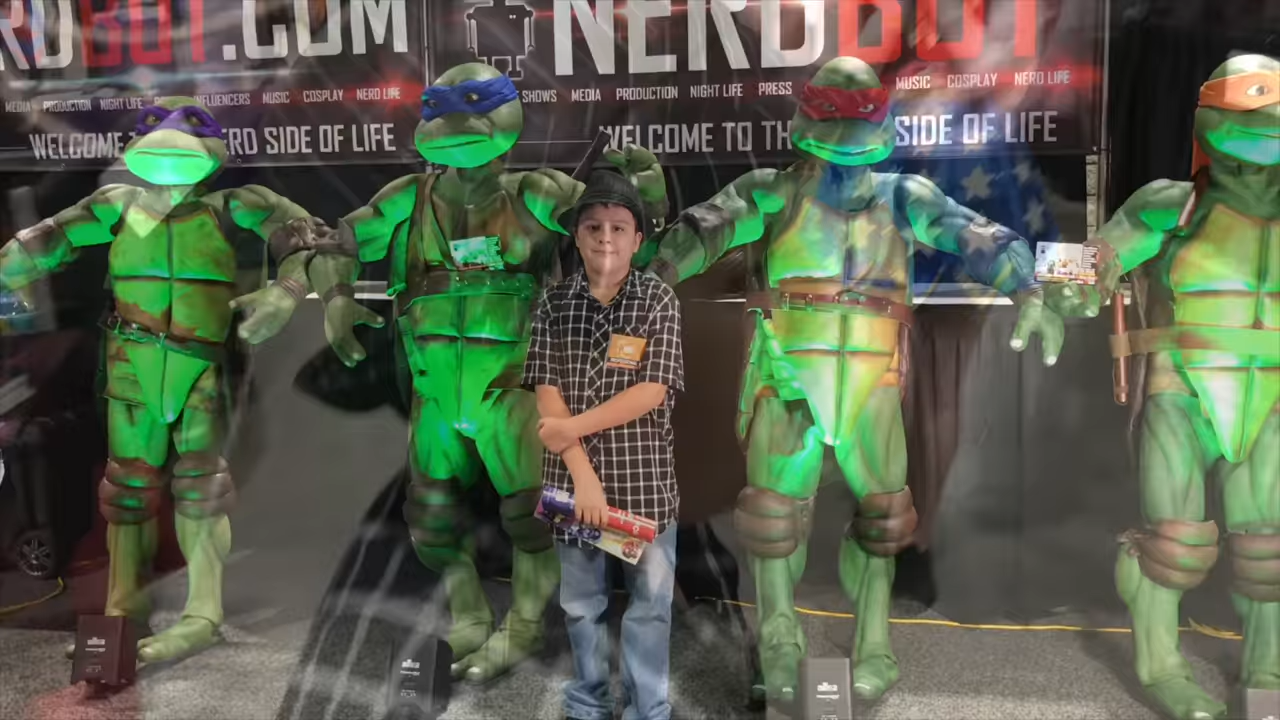 RDBOT.COM
NERDBOT
MEDIA PRODUCTION NIGHT LIFE INFLUENCERS MUSIC COSPLAY NERD LIFE
SHOWS MEDIA PRODUCTION NIGHT LIFE PRESS MUSIC COSPLAY NERD LIFE
WELCOME ERD SIDE OF LIFE
WELCOME TO TH SIDE OF LIFE